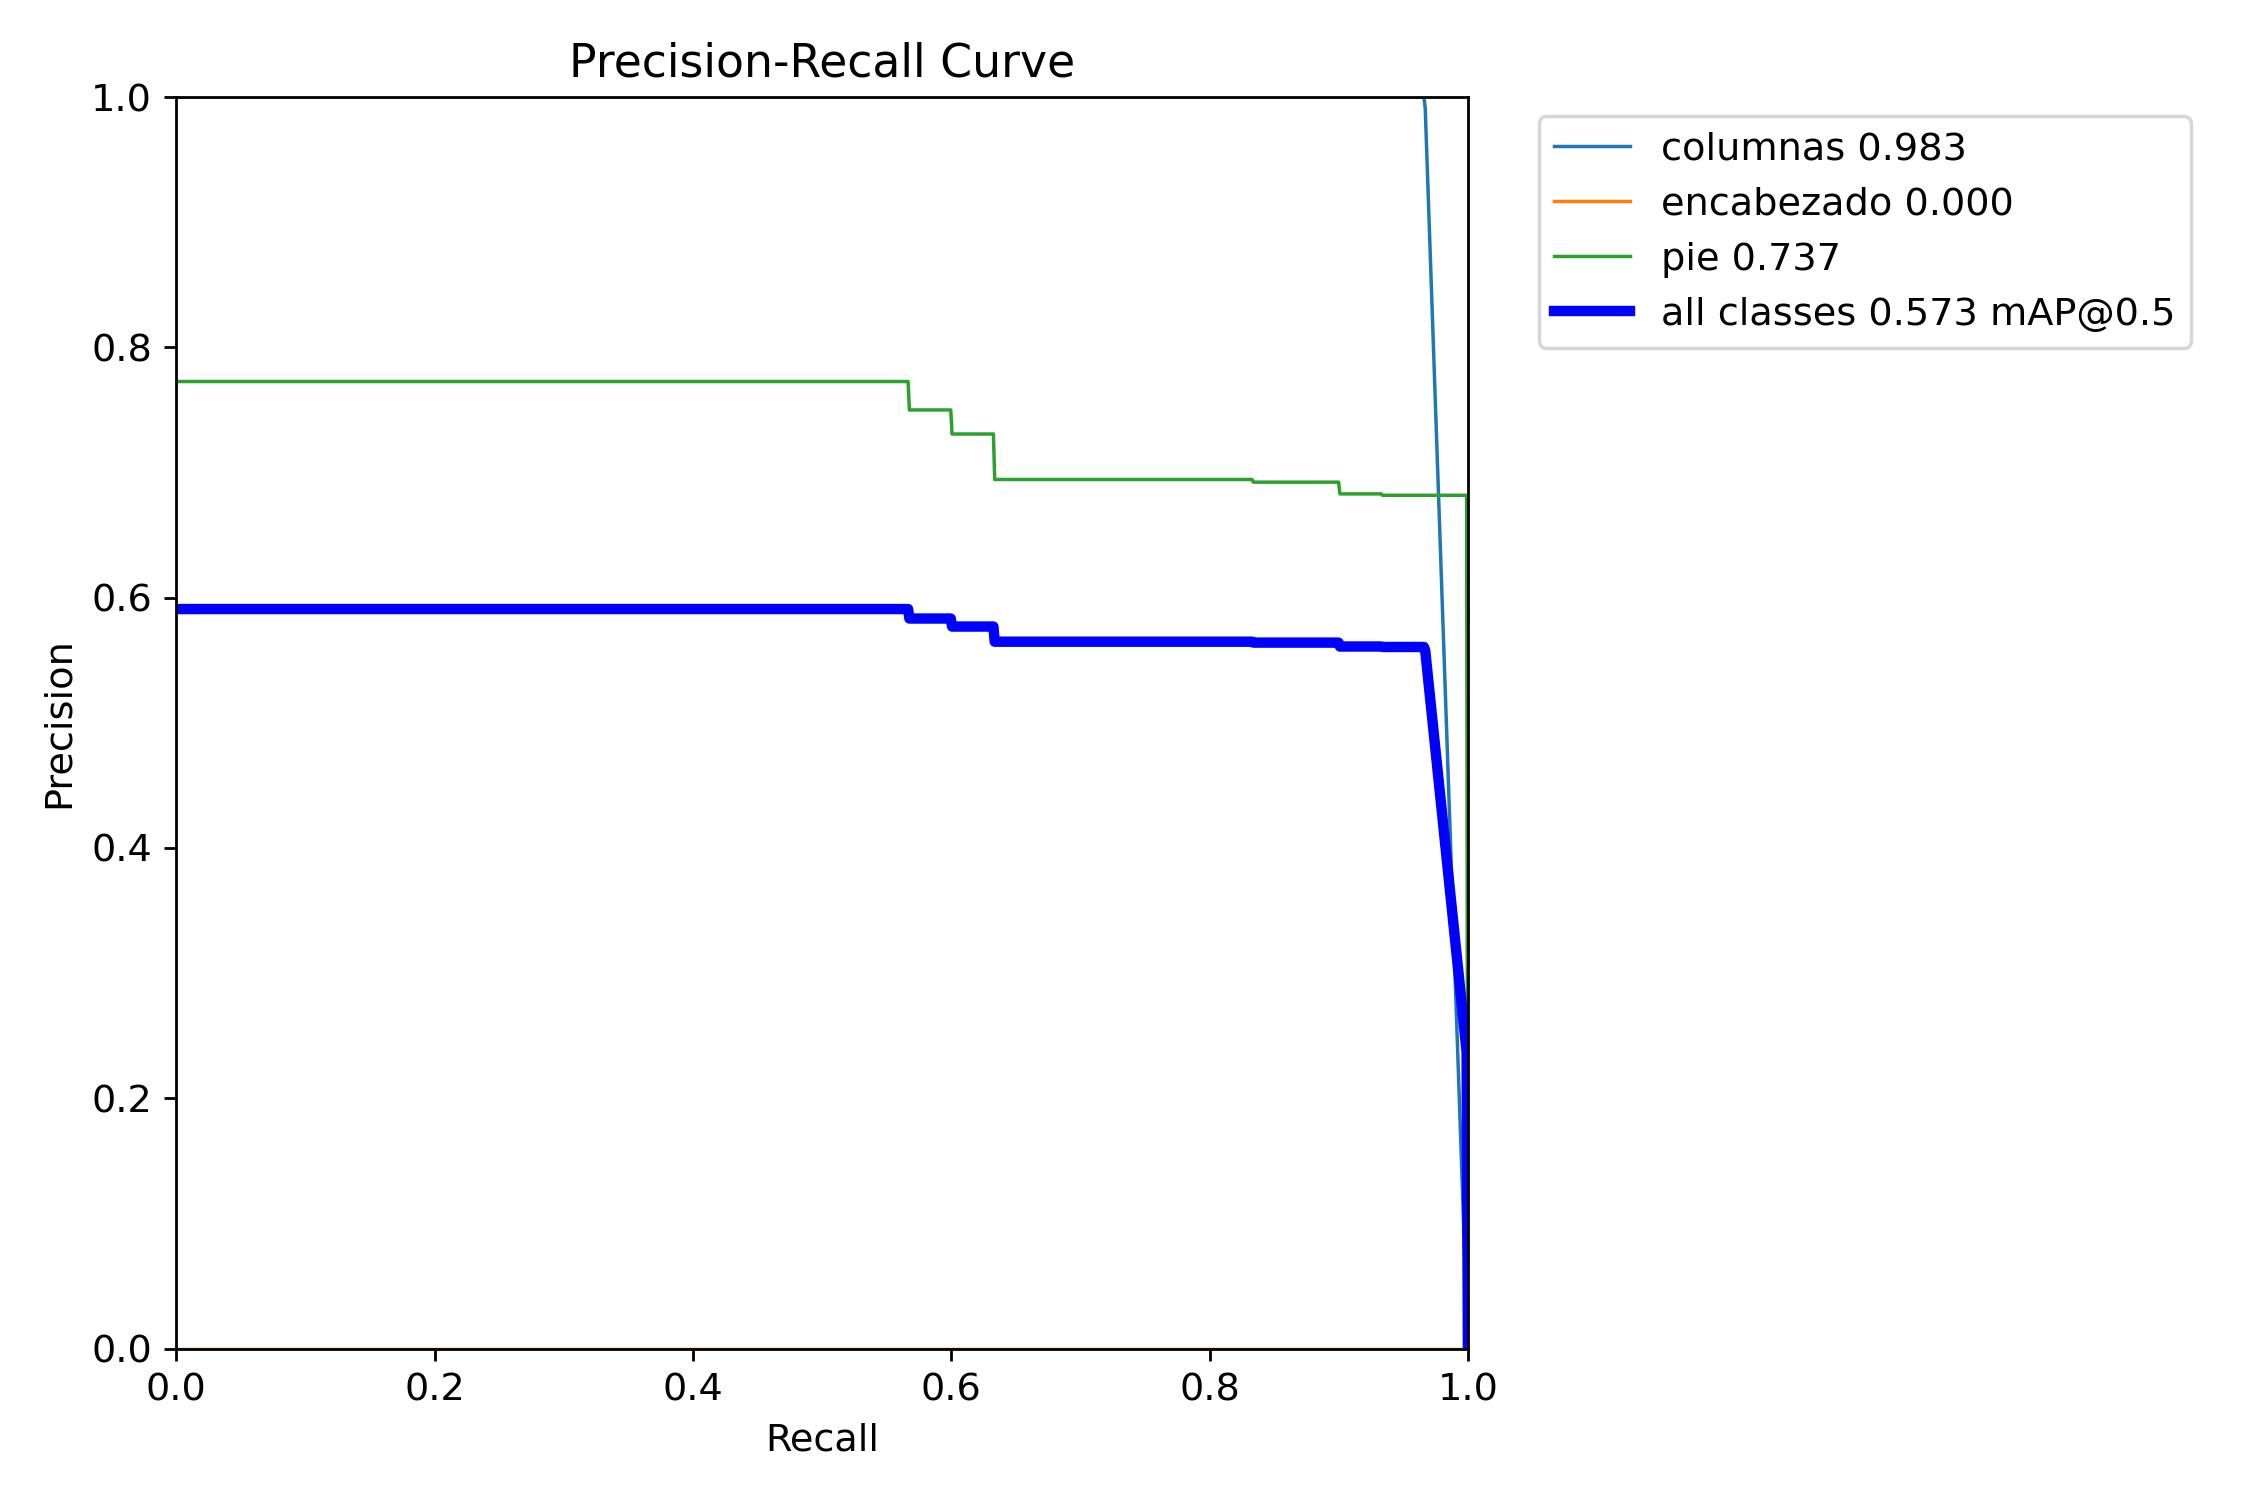 Precision-Recall Curve
1.0
0.8
0.6
0.4
0.2
0.0
Precision
0.0 0.2 0.4 0.6 0.8 1.0
Recall
columnas 0.983
encabezado 0.000
pie 0.737
all classes 0.573 mAP@0.5